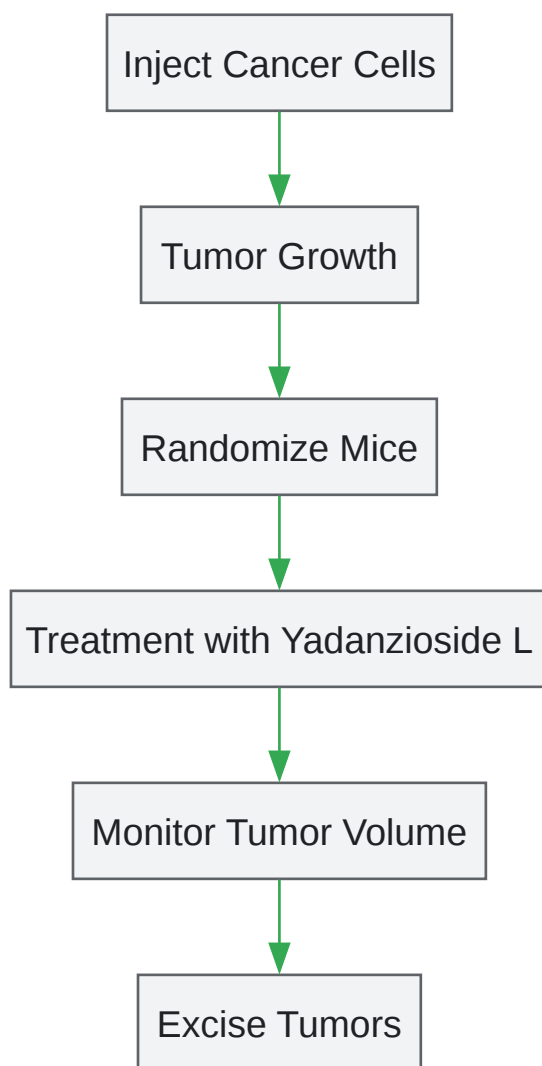 Inject Cancer Cells
Tumor Growth
Randomize Mice
Treatment with Yadanzioside L
Monitor Tumor Volume
Excise Tumors